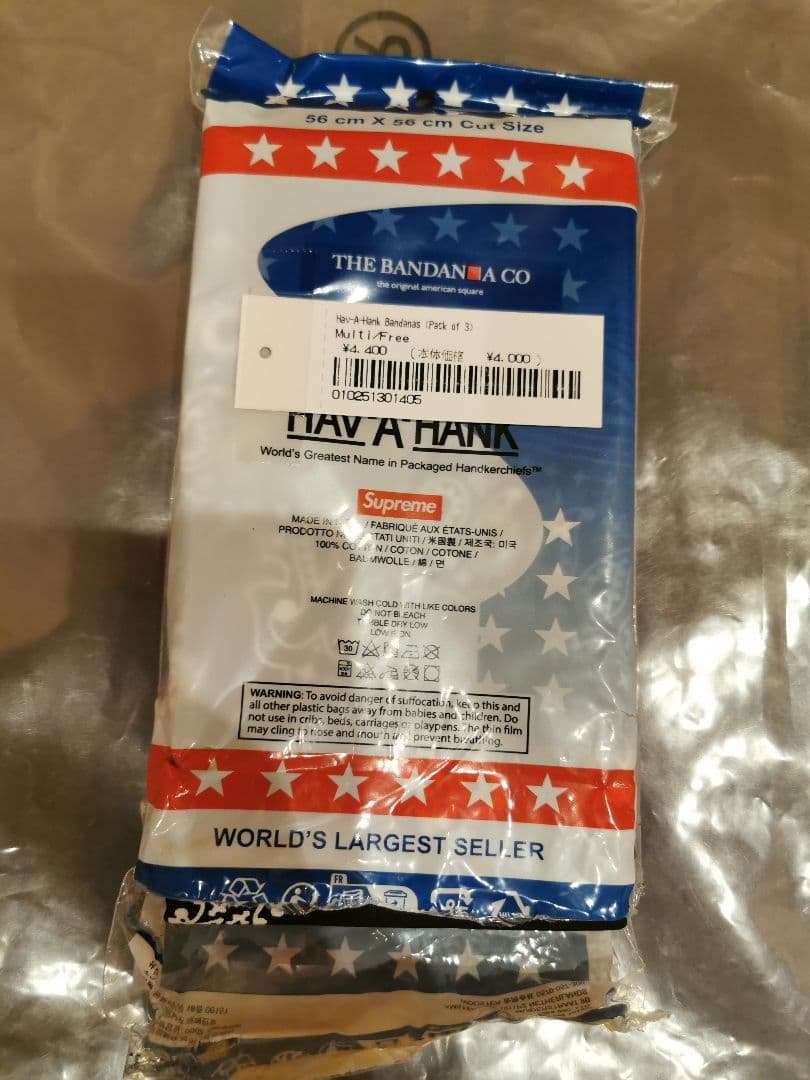 56 cm X 56 cm Cut Size
THE BANDANA CO
the original american square
Hav-A-Hank Bandanas (Pack of 3)
Multi/Free
¥4,400 (本体価格 ¥4,000)
010251301405
HAV-A-HANK
World's Greatest Name in Packaged Handkerchiefs™
Supreme
MADE IN / FABRIQUÉ AUX ÉTATS-UNIS /
PRODOTTO STATI UNITI / 米国製 / 제조국: 미국
100% COTTON / COTON / COTONE /
BAUMWOLLE / 綿 / 면
MACHINE WASH COLD WITH LIKE COLORS
DO NOT BLEACH
TUMBLE DRY LOW
LOW IRON
30
WARNING: To avoid danger of suffocation, keep this and
all other plastic bags away from babies and children. Do
not use in cribs, beds, carriages or playpens. The thin film
may cling to nose and mouth and prevent breathing.
WORLD'S LARGEST SELLER
FR